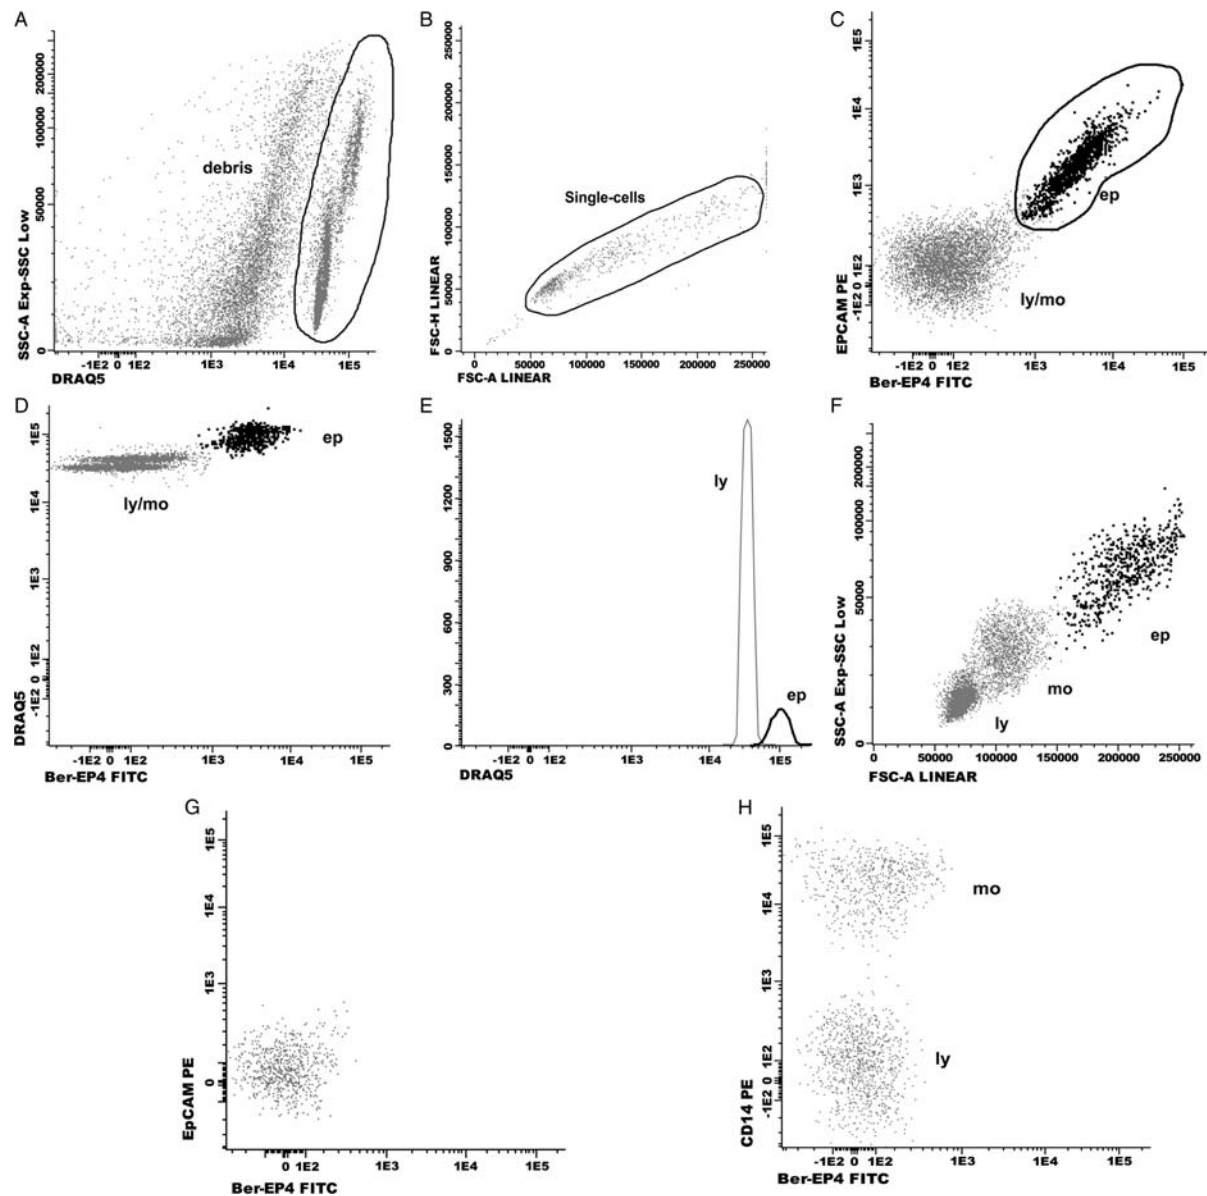 A
SSC-A Exp-SSC Low
200000
100000
50000
0
debris
-1E2 0 1E2 1E3 1E4 1E5
DRAQ5
B
FSC-H LINEAR
250000
200000
150000
100000
50000
0
Single-cells
0 50000 100000 150000 200000 250000
FSC-A LINEAR
C
EPCAM PE
1E5
1E4
1E3
1E2
0
-1E2
ep
ly/mo
-1E2 0 1E2 1E3 1E4 1E5
Ber-EP4 FITC
D
DRAQ5
1E5
1E4
1E3
1E2
0
-1E2
ep
ly/mo
-1E2 0 1E2 1E3 1E4 1E5
Ber-EP4 FITC
E
1500
1200
900
600
300
0
ly
ep
-1E2 0 1E2 1E3 1E4 1E5
DRAQ5
F
SSC-A Exp-SSC Low
200000
100000
50000
0
ep
mo
ly
0 50000 100000 150000 200000 250000
FSC-A LINEAR
G
EpCAM PE
1E5
1E4
1E3
0
0 1E2 1E3 1E4 1E5
Ber-EP4 FITC
H
CD14 PE
1E5
1E4
1E3
1E2
0
-1E2
mo
ly
-1E2 0 1E2 1E3 1E4 1E5
Ber-EP4 FITC